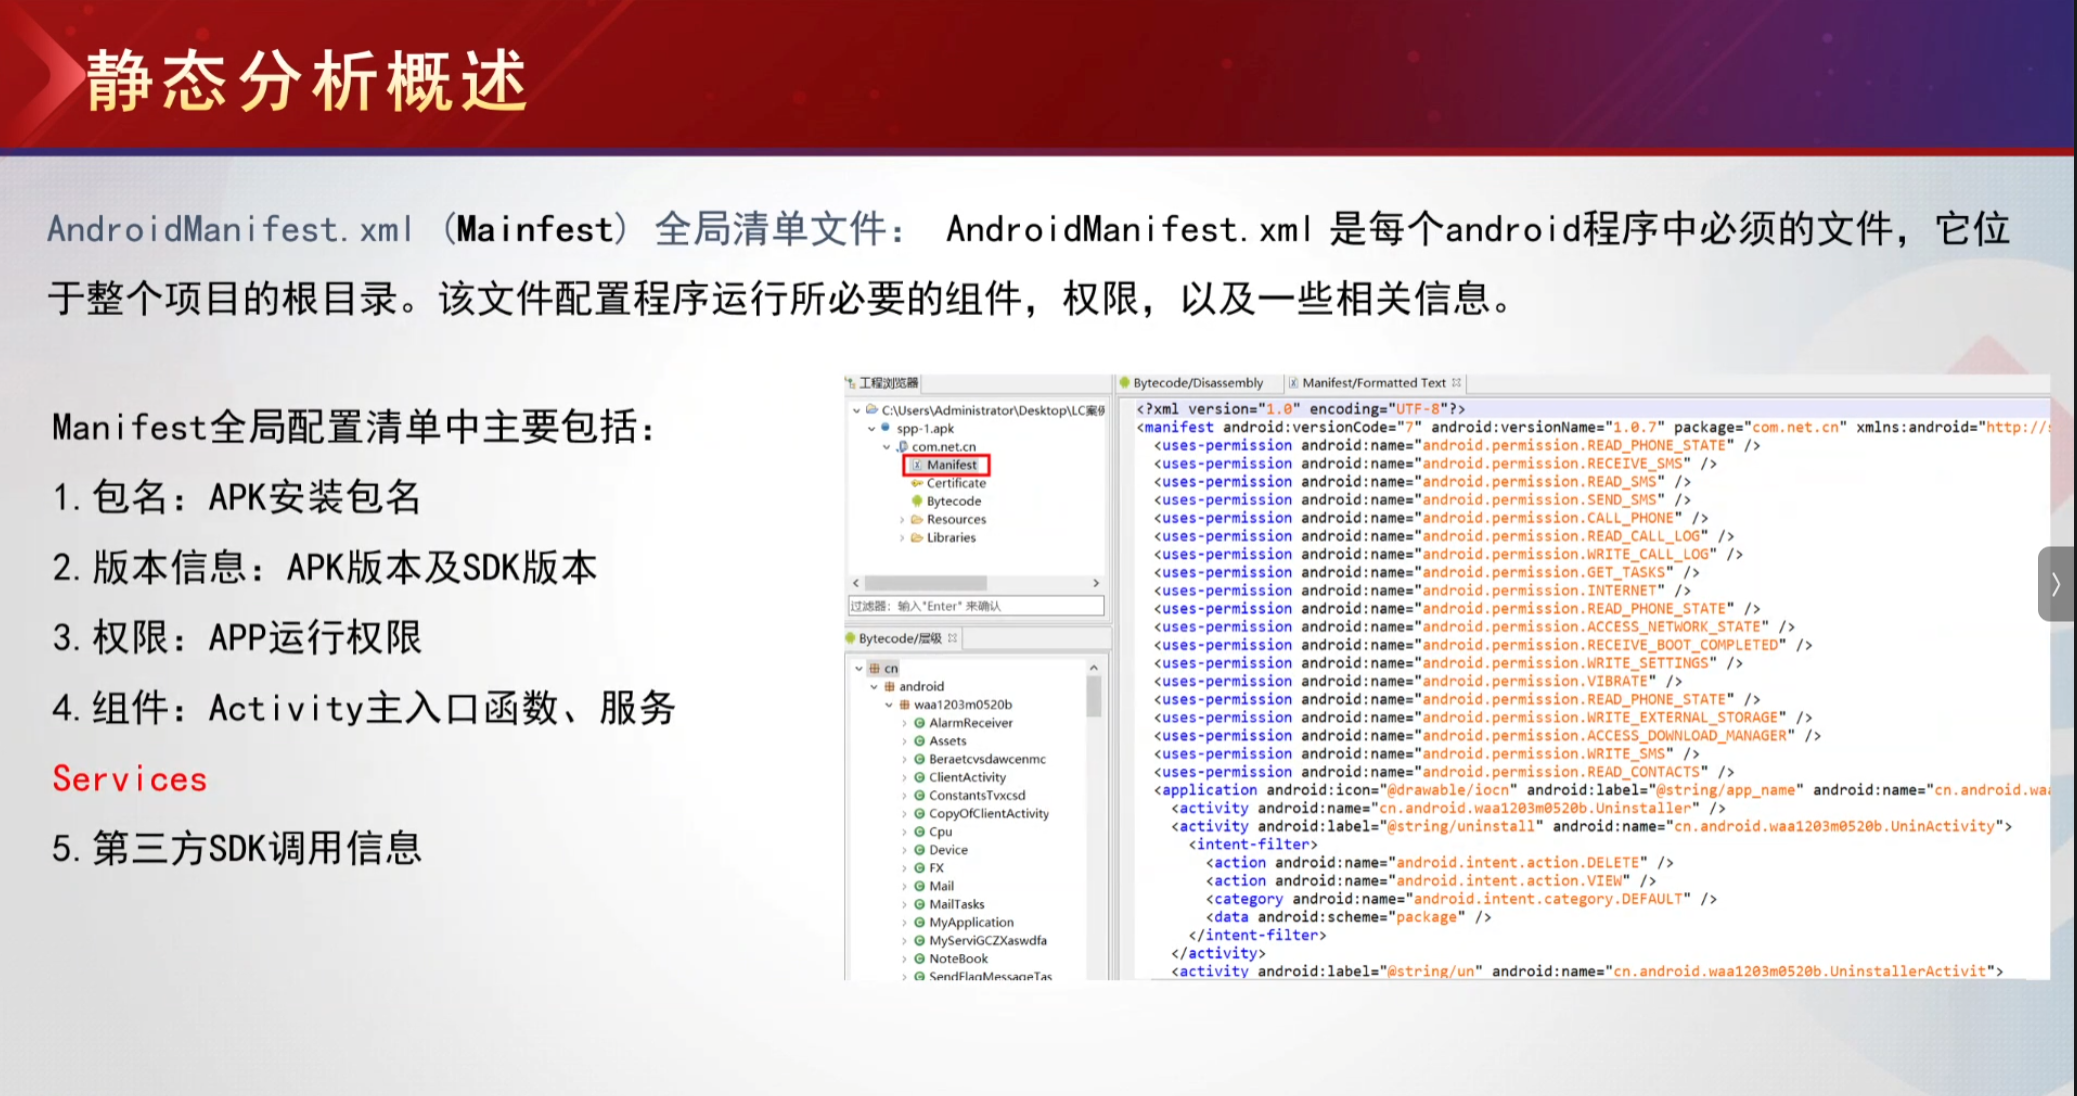 静态分析概述
AndroidManifest.xml (Mainfest) 全局清单文件： AndroidManifest.xml 是每个android程序中必须的文件，它位
于整个项目的根目录。该文件配置程序运行所必要的组件，权限，以及一些相关信息。
Manifest全局配置清单中主要包括：
1.包名：APK安装包名
2.版本信息：APK版本及SDK版本
3.权限：APP运行权限
4.组件：Activity主入口函数、服务
Services
5.第三方SDK调用信息
工程浏览器
C:\Users\Administrator\Desktop\LC案例
spp-1.apk
com.net.cn
Manifest
Certificate
Bytecode
Resources
Libraries
过滤器：输入"Enter" 来确认
Bytecode/层级
cn
android
waa1203m0520b
AlarmReceiver
Assets
Beraetcvsdawcenmc
ClientActivity
ConstantsTvxcsd
CopyOfClientActivity
Cpu
Device
FX
Mail
MailTasks
MyApplication
MyServiGCZXaswdfa
NoteBook
SendFlagMessageTas
Bytecode/Disassembly
Manifest/Formatted Text
<?xml version="1.0" encoding="UTF-8"?>
<manifest android:versionCode="7" android:versionName="1.0.7" package="com.net.cn" xmlns:android="http://
<uses-permission android:name="android.permission.READ_PHONE_STATE" />
<uses-permission android:name="android.permission.RECEIVE_SMS" />
<uses-permission android:name="android.permission.READ_SMS" />
<uses-permission android:name="android.permission.SEND_SMS" />
<uses-permission android:name="android.permission.CALL_PHONE" />
<uses-permission android:name="android.permission.READ_CALL_LOG" />
<uses-permission android:name="android.permission.WRITE_CALL_LOG" />
<uses-permission android:name="android.permission.GET_TASKS" />
<uses-permission android:name="android.permission.INTERNET" />
<uses-permission android:name="android.permission.READ_PHONE_STATE" />
<uses-permission android:name="android.permission.ACCESS_NETWORK_STATE" />
<uses-permission android:name="android.permission.RECEIVE_BOOT_COMPLETED" />
<uses-permission android:name="android.permission.WRITE_SETTINGS" />
<uses-permission android:name="android.permission.VIBRATE" />
<uses-permission android:name="android.permission.READ_PHONE_STATE" />
<uses-permission android:name="android.permission.WRITE_EXTERNAL_STORAGE" />
<uses-permission android:name="android.permission.ACCESS_DOWNLOAD_MANAGER" />
<uses-permission android:name="android.permission.WRITE_SMS" />
<uses-permission android:name="android.permission.READ_CONTACTS" />
<application android:icon="@drawable/iocn" android:label="@string/app_name" android:name="cn.android.waa
<activity android:name="cn.android.waa1203m0520b.Uninstaller" />
<activity android:label="@string/uninstall" android:name="cn.android.waa1203m0520b.UninActivity">
<intent-filter>
<action android:name="android.intent.action.DELETE" />
<action android:name="android.intent.action.VIEW" />
<category android:name="android.intent.category.DEFAULT" />
<data android:scheme="package" />
</intent-filter>
</activity>
<activity android:label="@string/un" android:name="cn.android.waa1203m0520b.UninstallerActivit">